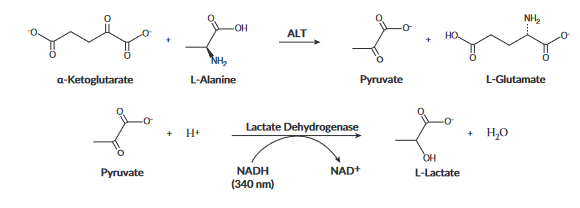 ⁻O O O O⁻ + O OH NH₂ ALT O O⁻ O + HO O NH₂ O O⁻
α-Ketoglutarate L-Alanine Pyruvate L-Glutamate
O O⁻ O + H+ Lactate Dehydrogenase O O⁻ OH + H₂O
Pyruvate NADH NAD+ L-Lactate
(340 nm)